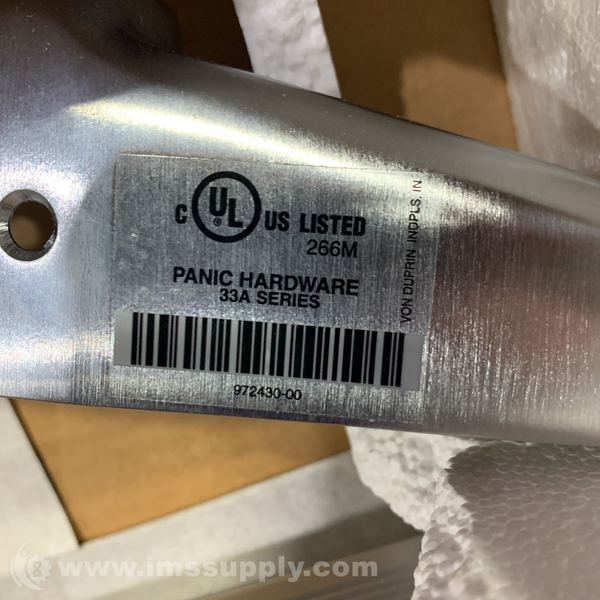 C UL ® US LISTED
266M
PANIC HARDWARE
33A SERIES
972430-00
VON DUPRIN INDPLS, IN
www.imssupply.com